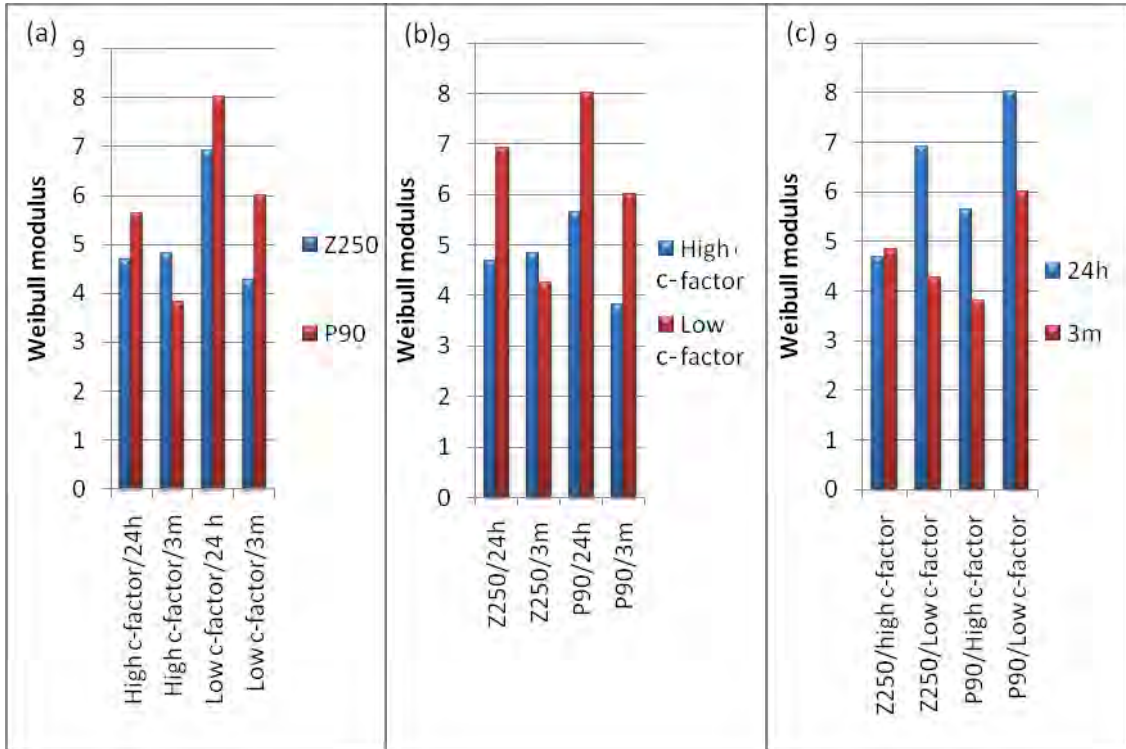 (a)
9
8
7
6
5
4
3
2
1
0
Weibull modulus
High c-factor/24h
High c-factor/3m
Low c-factor/24 h
Low c-factor/3m
Z250
P90
(b)
9
8
7
6
5
4
3
2
1
0
Weibull modulus
Z250/24h
Z250/3m
P90/24h
P90/3m
High
c-factor
Low
c-factor
(c)
9
8
7
6
5
4
3
2
1
0
Weibull modulus
Z250/high c-factor
Z250/Low c-factor
P90/High c-factor
P90/Low c-factor
24h
3m